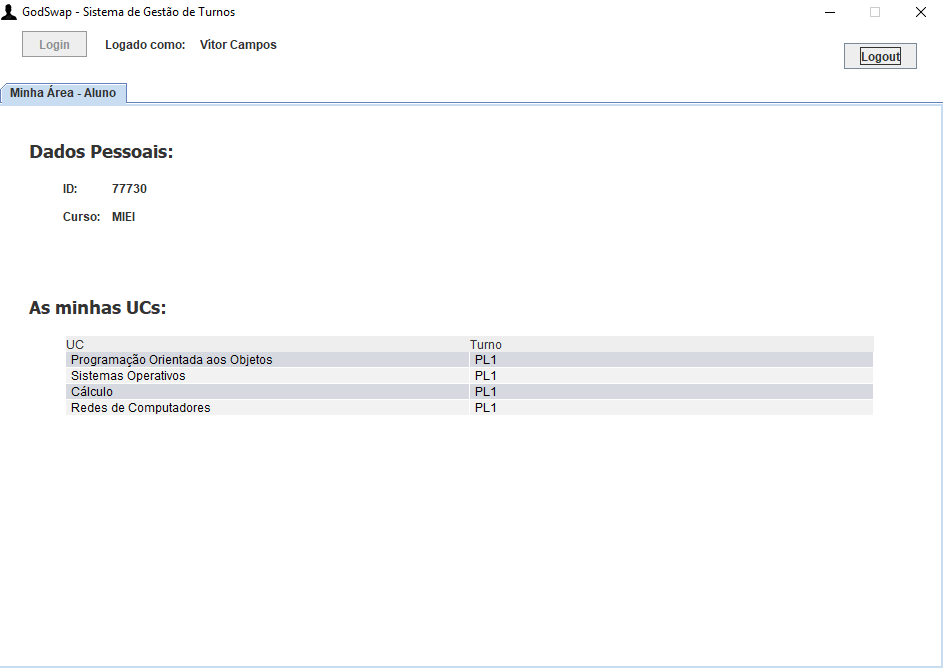 GodSwap - Sistema de Gestão de Turnos
Login Logado como: Vitor Campos
Logout
Minha Área - Aluno
Dados Pessoais:
ID: 77730
Curso: MIEI
As minhas UCs:
UC Turno
Programação Orientada aos Objetos PL1
Sistemas Operativos PL1
Cálculo PL1
Redes de Computadores PL1